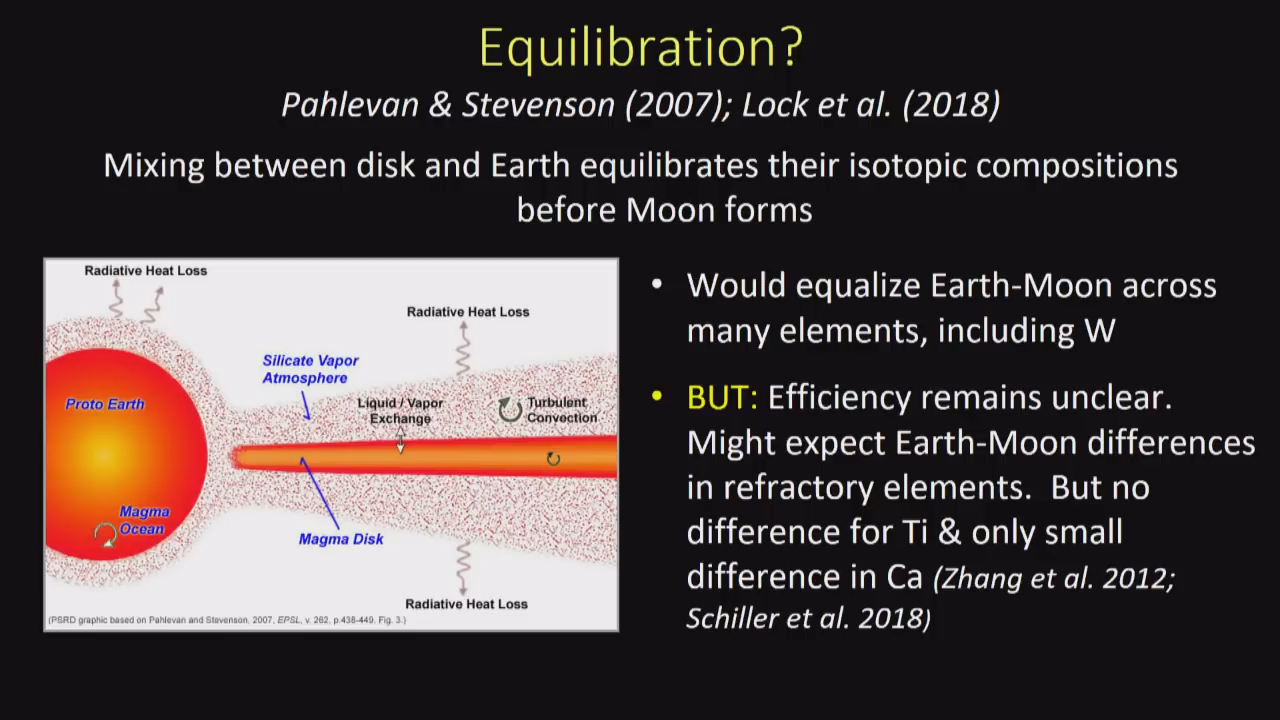 Equilibration?
Pahlevan & Stevenson (2007); Lock et al. (2018)
Mixing between disk and Earth equilibrates their isotopic compositions
before Moon forms
Radiative Heat Loss
Radiative Heat Loss
Silicate Vapor
Atmosphere
Proto Earth
Liquid / Vapor
Exchange
Turbulent
Convection
Magma
Ocean
Magma Disk
Radiative Heat Loss
(PSRD graphic based on Pahlevan and Stevenson, 2007, EPSL, v. 262, p.438-449. Fig. 3.)
• Would equalize Earth-Moon across
many elements, including W
• BUT: Efficiency remains unclear.
Might expect Earth-Moon differences
in refractory elements. But no
difference for Ti & only small
difference in Ca (Zhang et al. 2012;
Schiller et al. 2018)